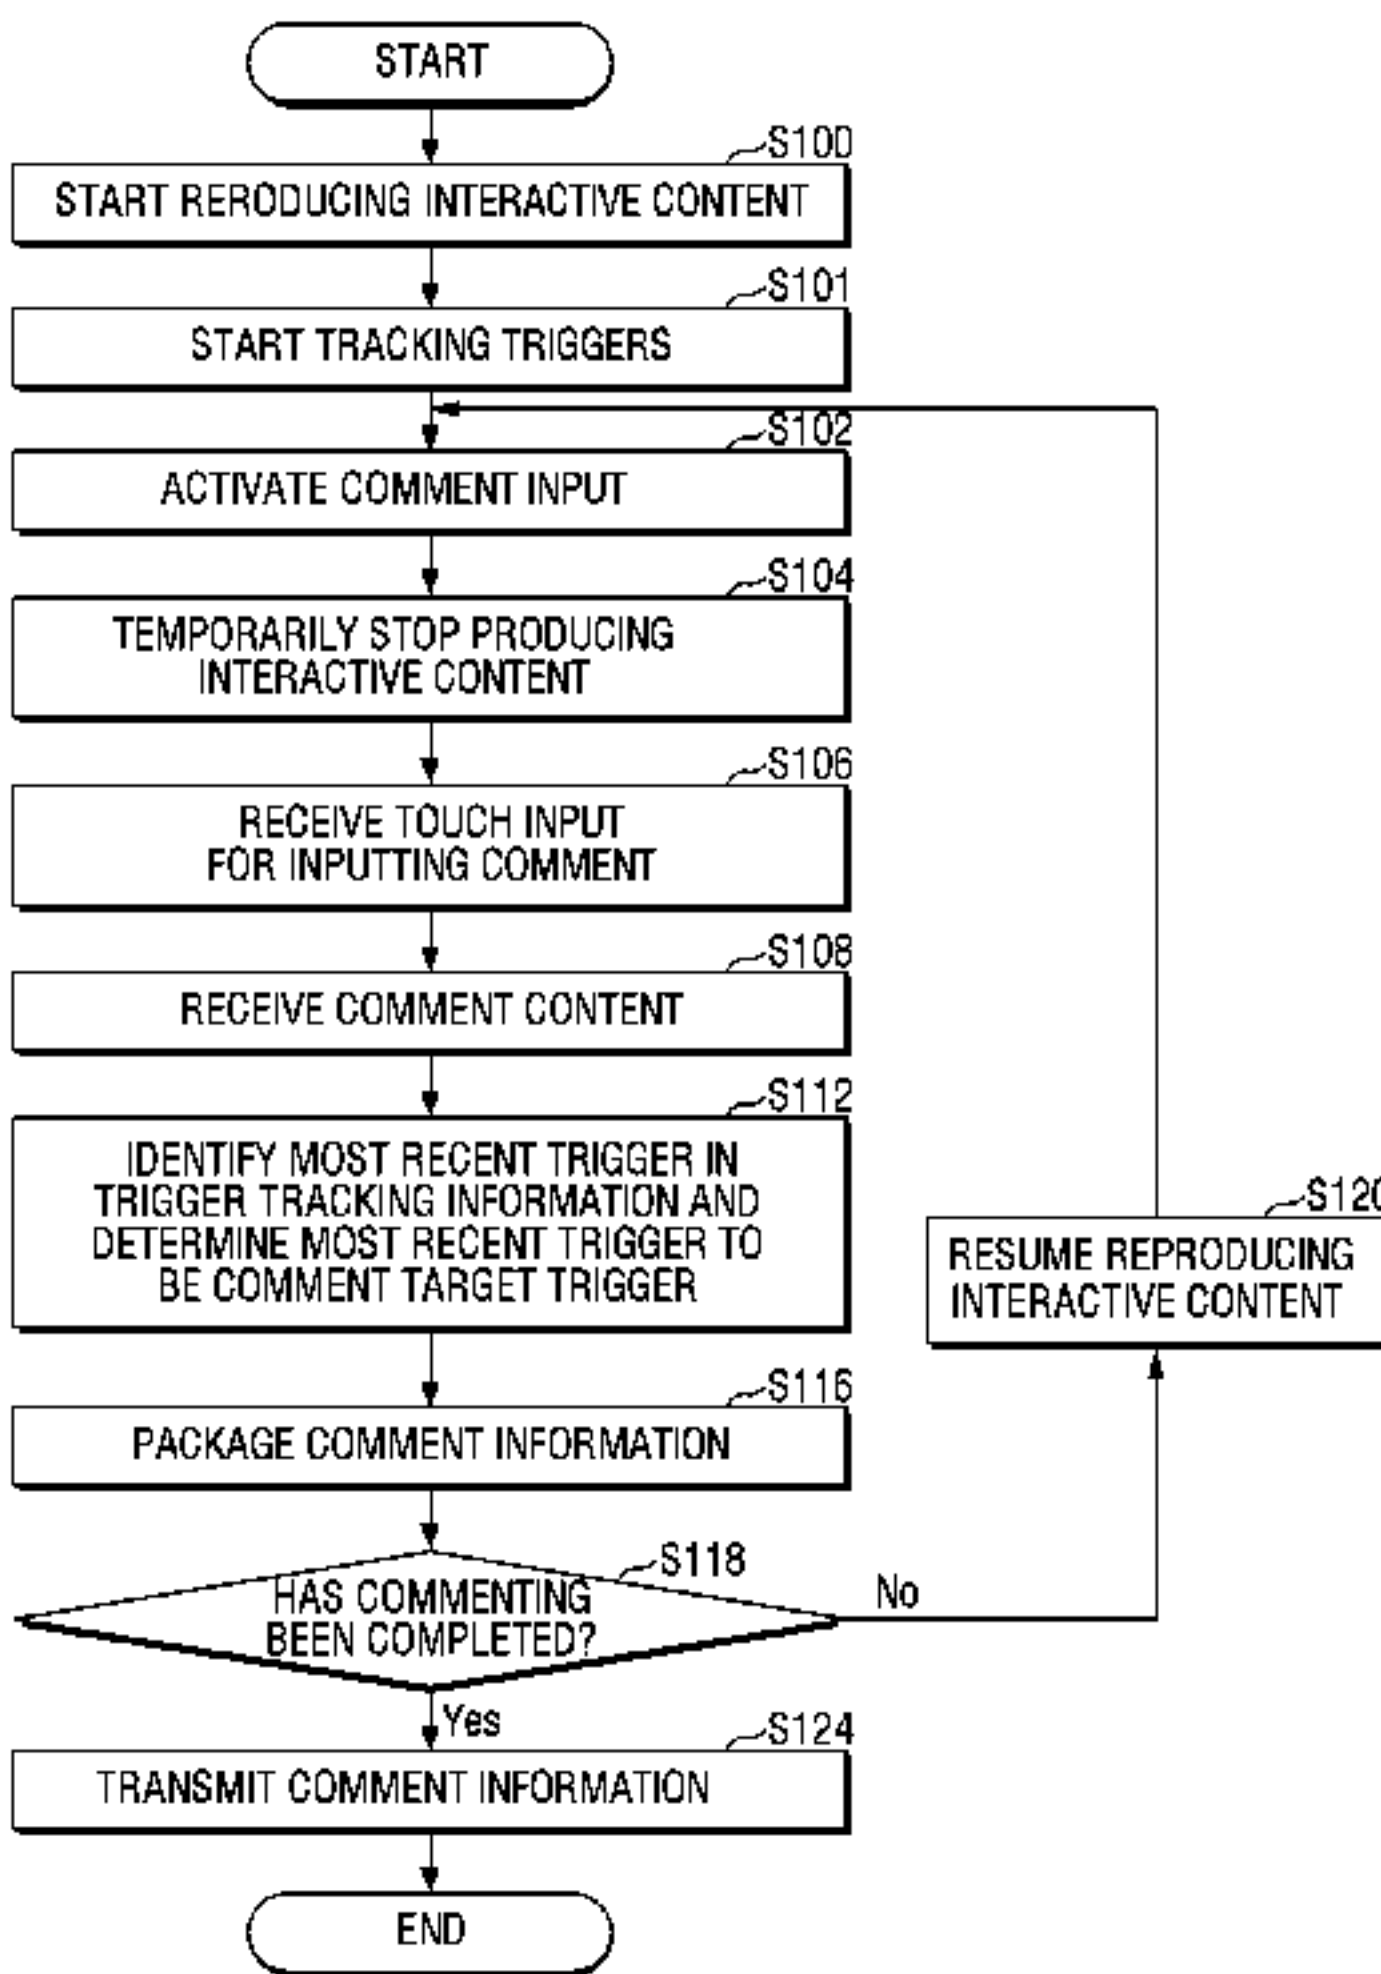 START
S100
START RERODUCING INTERACTIVE CONTENT
S101
START TRACKING TRIGGERS
S102
ACTIVATE COMMENT INPUT
S104
TEMPORARILY STOP PRODUCING
INTERACTIVE CONTENT
S106
RECEIVE TOUCH INPUT
FOR INPUTTING COMMENT
S108
RECEIVE COMMENT CONTENT
S112
IDENTIFY MOST RECENT TRIGGER IN
TRIGGER TRACKING INFORMATION AND
DETERMINE MOST RECENT TRIGGER TO
BE COMMENT TARGET TRIGGER
S120
RESUME REPRODUCING
INTERACTIVE CONTENT
S116
PACKAGE COMMENT INFORMATION
S118
HAS COMMENTING
BEEN COMPLETED?
No
Yes
S124
TRANSMIT COMMENT INFORMATION
END